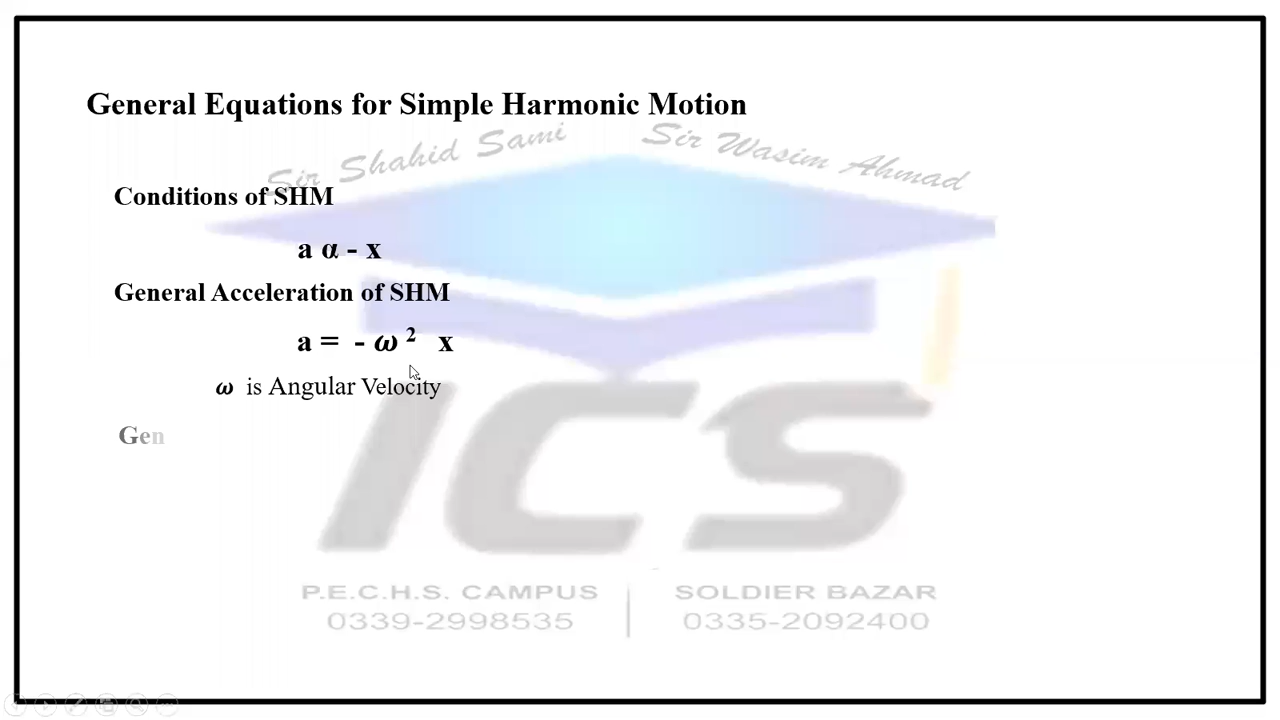 General Equations for Simple Harmonic Motion
Sir Shahid Sami Sir Wasim Ahmad
Conditions of SHM
a α - x
General Acceleration of SHM
a = - ω ² x
ω is Angular Velocity
Gen
ICS
P.E.C.H.S. CAMPUS SOLDIER BAZAR
0339-2998535 0335-2092400